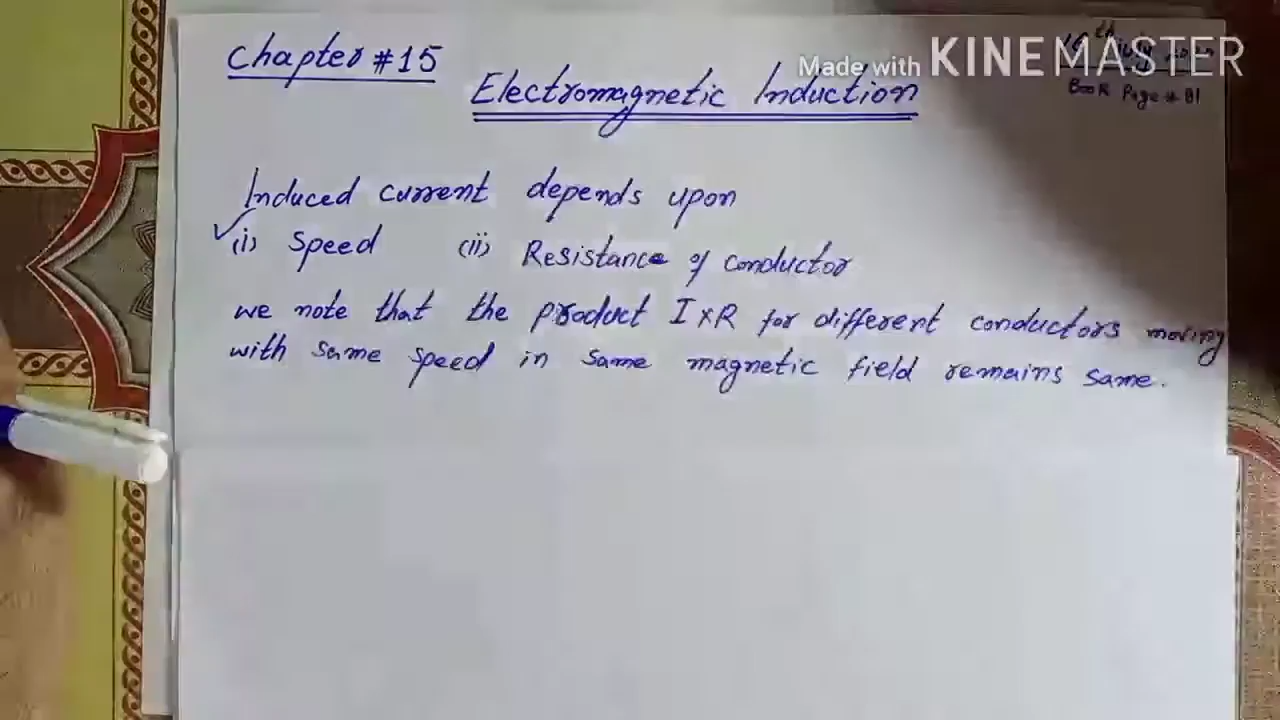 Chapter #15
Made with KINEMASTER
Book Page # 81
Electromagnetic Induction
Induced current depends upon
(i) Speed (ii) Resistance of conductor
we note that the product I×R for different conductors moving
with same speed in same magnetic field remains same.